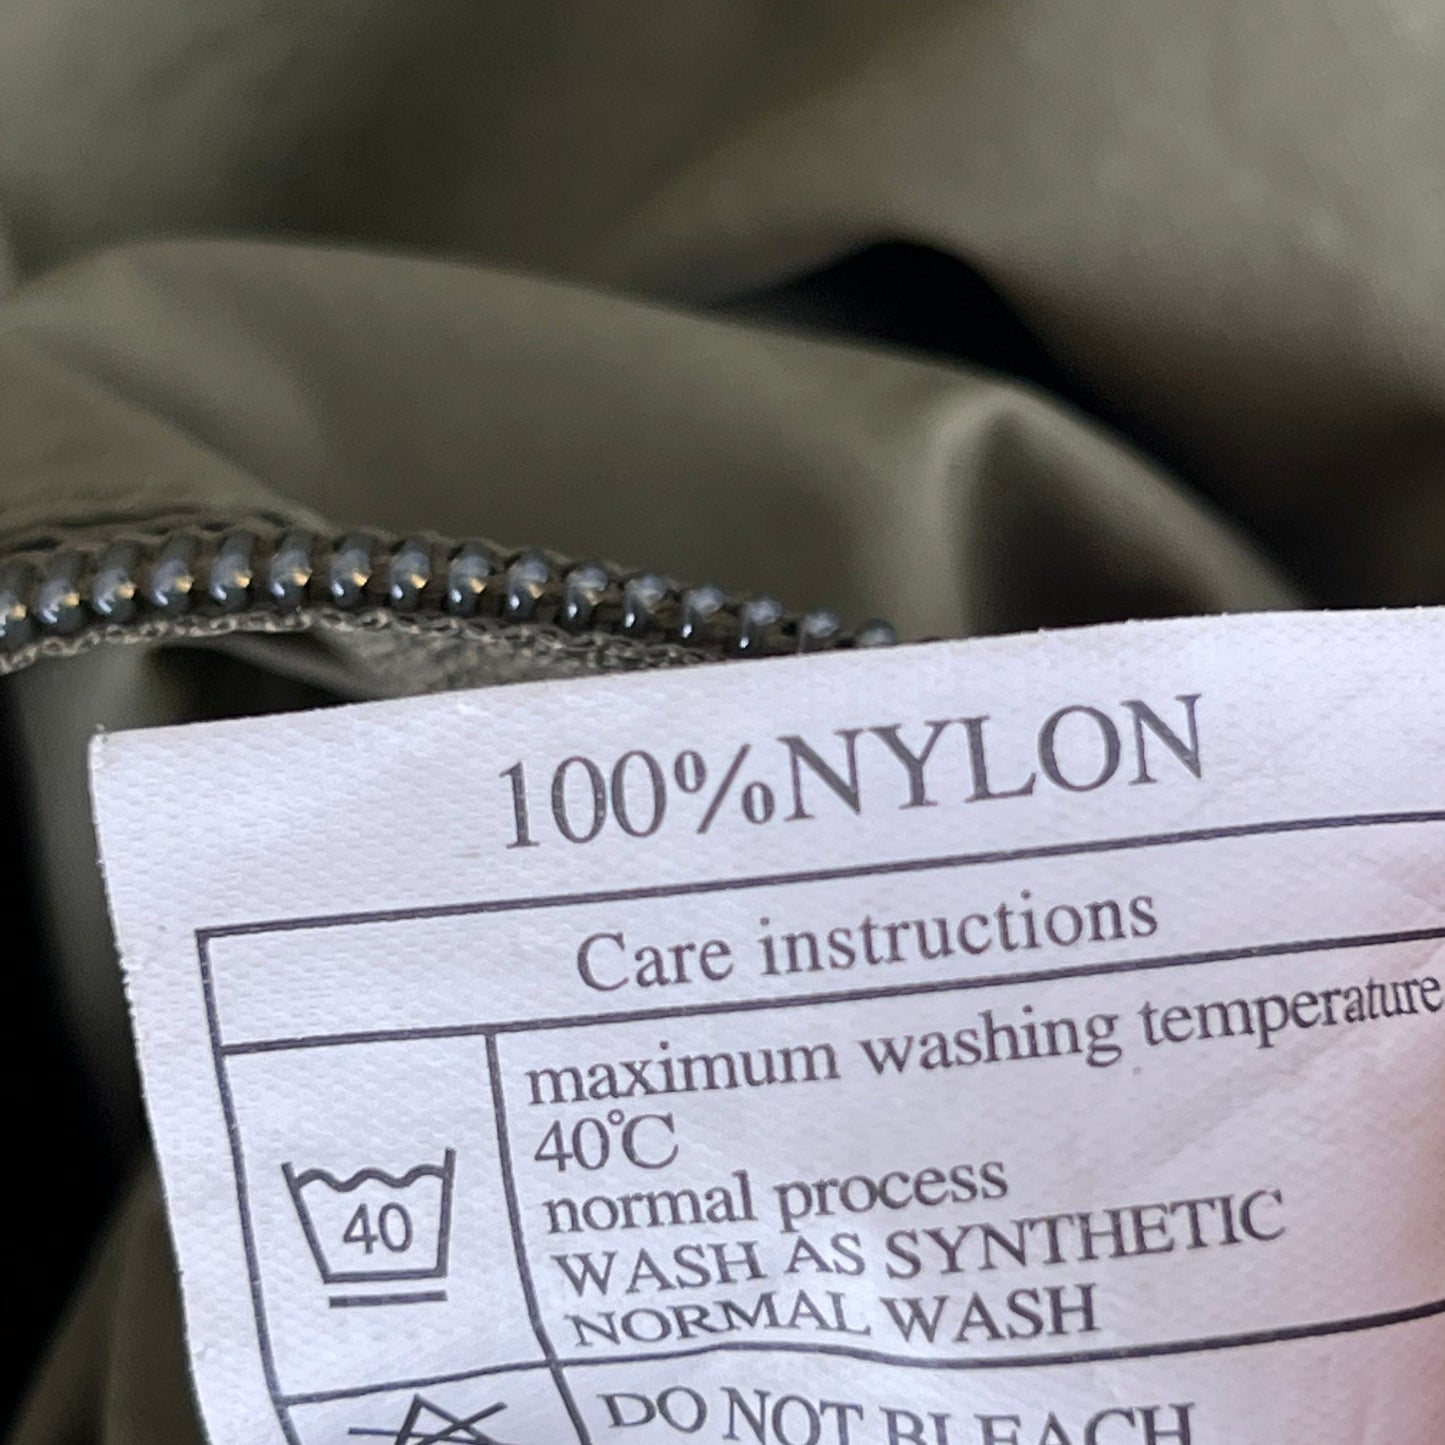 100%NYLON
Care instructions
maximum washing temperature
40℃
normal process
WASH AS SYNTHETIC
NORMAL WASH
40
DO NOT BLEACH